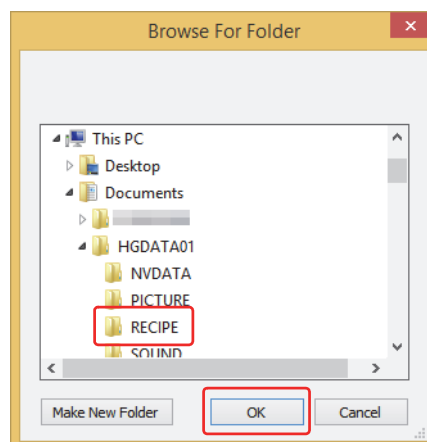 Browse For Folder
This PC
Desktop
Documents
HGDATA01
NVDATA
PICTURE
RECIPE
SOUND
Make New Folder OK Cancel